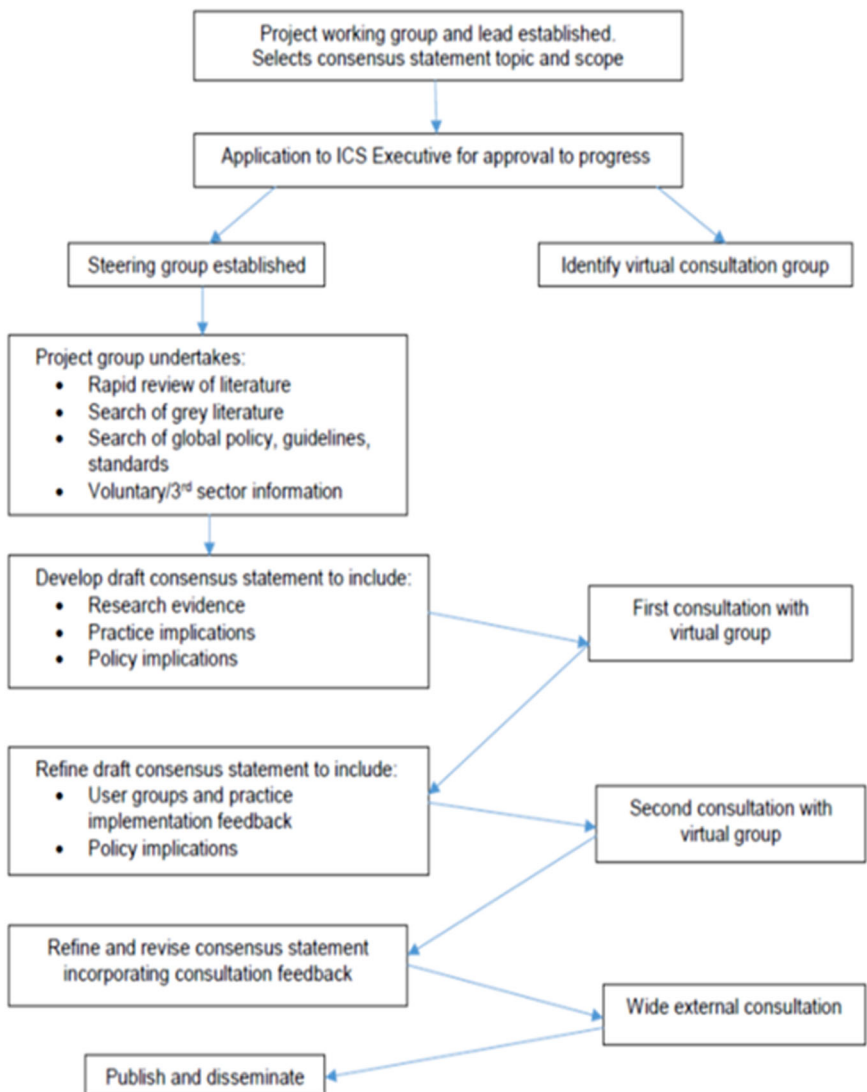 Project working group and lead established.
Selects consensus statement topic and scope
Application to ICS Executive for approval to progress
Steering group established
Identify virtual consultation group
Project group undertakes:
• Rapid review of literature
• Search of grey literature
• Search of global policy, guidelines,
standards
• Voluntary/3rd sector information
Develop draft consensus statement to include:
• Research evidence
• Practice implications
• Policy implications
First consultation with
virtual group
Refine draft consensus statement to include:
• User groups and practice
implementation feedback
• Policy implications
Second consultation with
virtual group
Refine and revise consensus statement
incorporating consultation feedback
Wide external consultation
Publish and disseminate